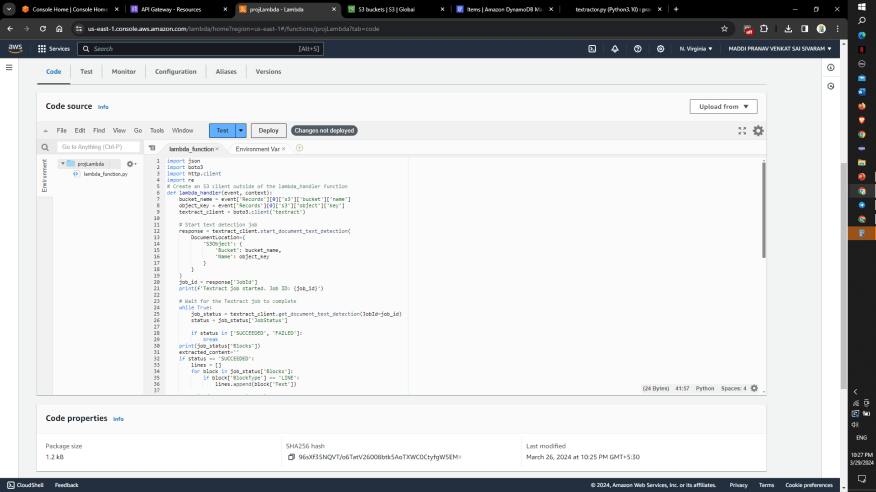 Console Home | Console Home
API Gateway - Resources
projLambda - Lambda
S3 buckets | S3 | Global
Items | Amazon DynamoDB Ma
textractor.py (Python3.10) :
us-east-1.console.aws.amazon.com/lambda/home?region=us-east-1#/functions/projLambda?tab=code
aws Services Search [Alt+S] N. Virginia MADDI PRANAV VENKAT SAI SIVARAM
Code Test Monitor Configuration Aliases Versions
Code source Info Upload from
File Edit Find View Go Tools Window Test Deploy Changes not deployed
Go to Anything (Ctrl-P) lambda_function Environment Var
Environment
projLambda
lambda_function.py
1 import json
2 import boto3
3 import http.client
4 import re
5 # Create an S3 client outside of the lambda_handler function
6 def lambda_handler(event, context):
7 bucket_name = event['Records'][0]['s3']['bucket']['name']
8 object_key = event['Records'][0]['s3']['object']['key']
9 textract_client = boto3.client('textract')
10
11 # Start text detection job
12 response = textract_client.start_document_text_detection(
13 DocumentLocation={
14 'S3Object': {
15 'Bucket': bucket_name,
16 'Name': object_key
17 }
18 }
19 )
20 job_id = response['JobId']
21 print(f'Textract job started. Job ID: {job_id}')
22
23 # Wait for the Textract job to complete
24 while True:
25 job_status = textract_client.get_document_text_detection(JobId=job_id)
26 status = job_status['JobStatus']
27
28 if status in ['SUCCEEDED', 'FAILED']:
29 break
30 print(job_status['Blocks'])
31 extracted_content=''
32 if status == 'SUCCEEDED':
33 lines = []
34 for block in job_status['Blocks']:
35 if block['BlockType'] == 'LINE':
36 lines.append(block['Text'])
37
(24 Bytes) 41:57 Python Spaces: 4
Code properties Info
Package size
1.2 kB
SHA256 hash
Last modified
March 26, 2024 at 10:25 PM GMT+5:30
CloudShell Feedback © 2024, Amazon Web Services, Inc. or its affiliates. Privacy Terms Cookie preferences
ENG
10:27 PM
3/29/2024